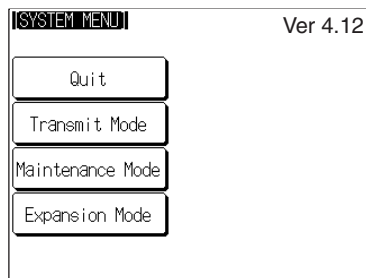 [SYSTEM MENU]
Ver 4.12
Quit
Transmit Mode
Maintenance Mode
Expansion Mode